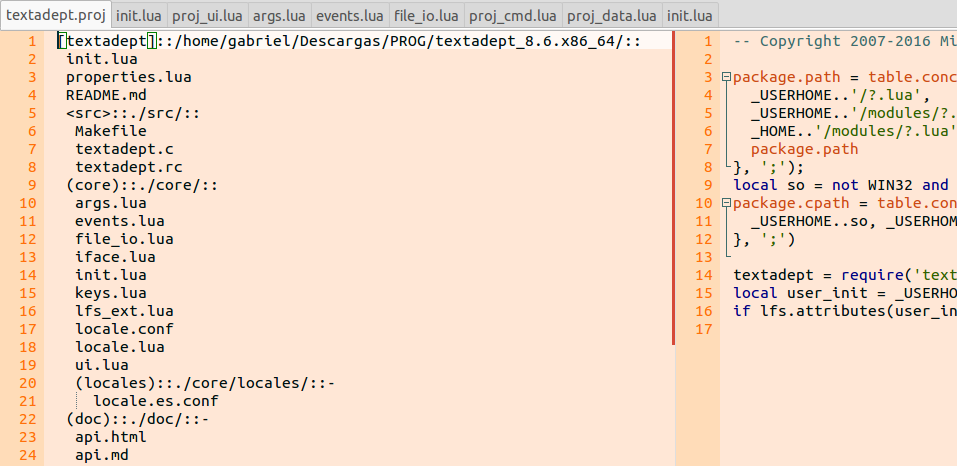 textadept.proj init.lua proj_ui.lua args.lua events.lua file_io.lua proj_cmd.lua proj_data.lua init.lua
1 [textadept]::/home/gabriel/Descargas/PROG/textadept_8.6.x86_64/::
2 init.lua
3 properties.lua
4 README.md
5 <src>::./src/::
6 Makefile
7 textadept.c
8 textadept.rc
9 (core)::./core/::
10 args.lua
11 events.lua
12 file_io.lua
13 iface.lua
14 init.lua
15 keys.lua
16 lfs_ext.lua
17 locale.conf
18 locale.lua
19 ui.lua
20 (locales)::./core/locales/::-
21 locale.es.conf
22 (doc)::./doc/::-
23 api.html
24 api.md
1 -- Copyright 2007-2016 Mi
2
3 package.path = table.conc
4 _USERHOME..'/?.lua',
5 _USERHOME..'/modules/?.
6 _HOME..'/modules/?.lua'
7 package.path
8 }, ';');
9 local so = not WIN32 and
10 package.cpath = table.con
11 _USERHOME..so, _USERHOM
12 }, ';')
13
14 textadept = require('text
15 local user_init = _USERHO
16 if lfs.attributes(user_in
17